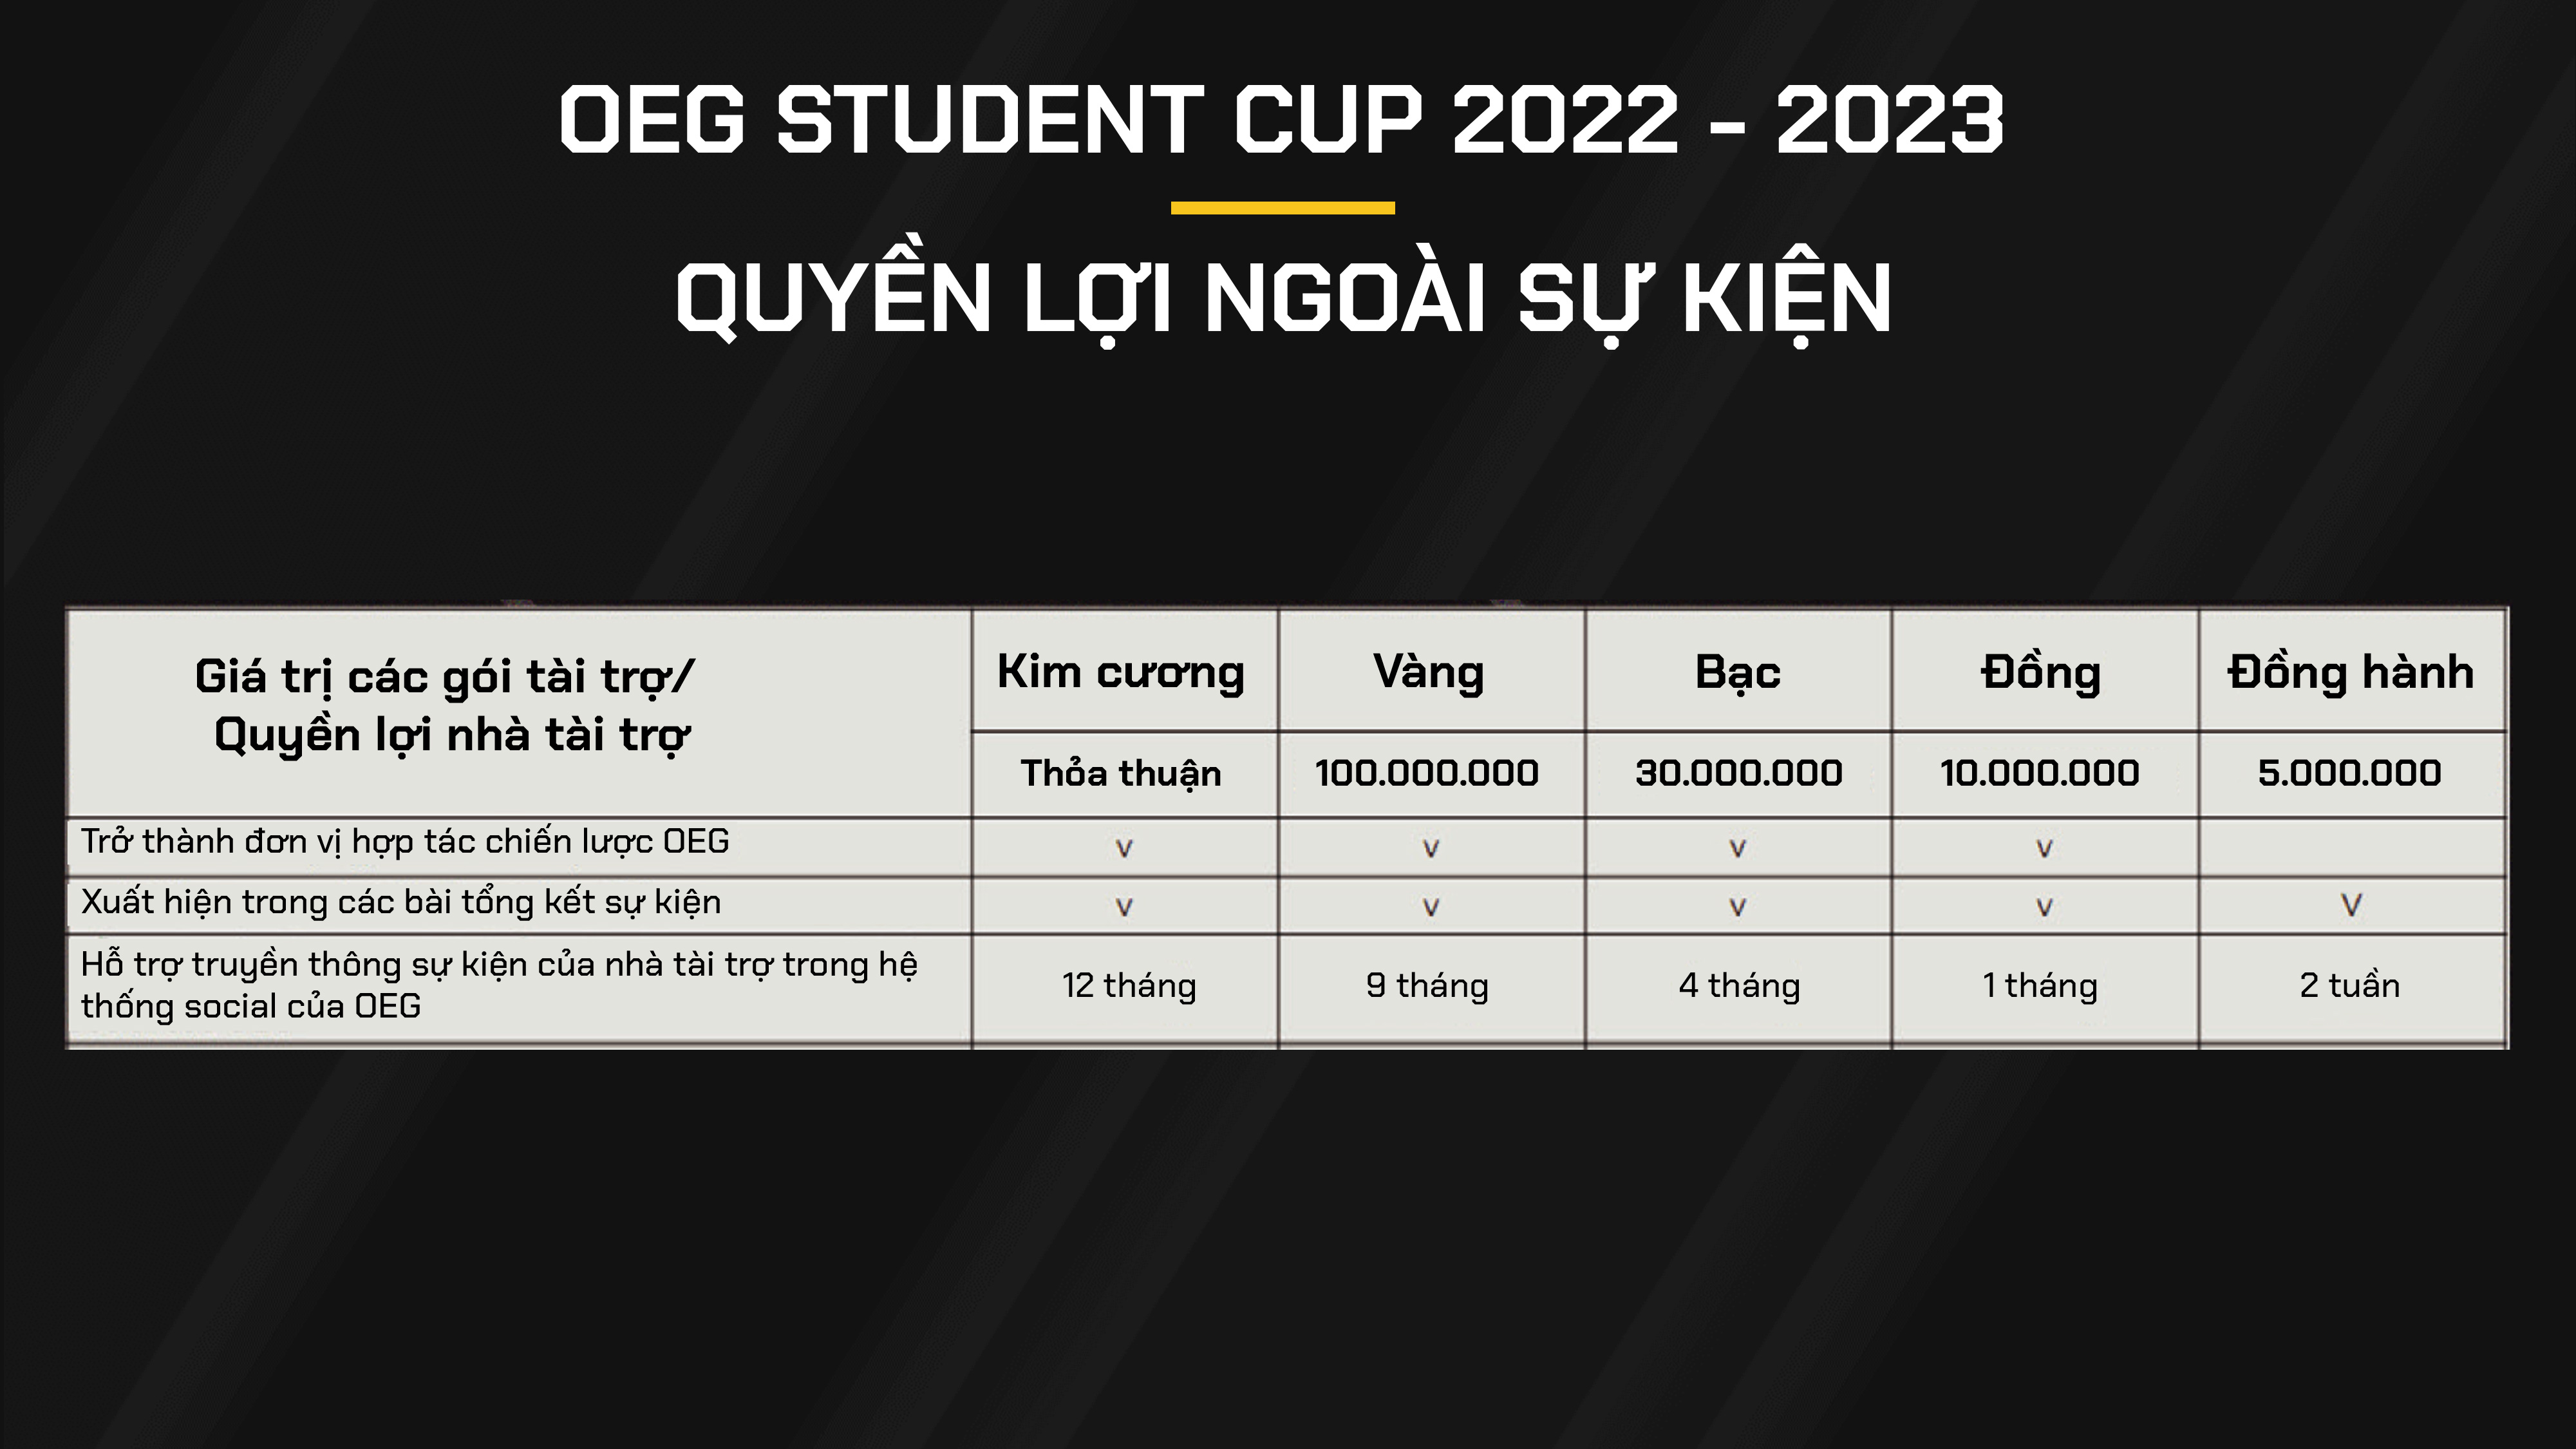 OEG STUDENT CUP 2022 - 2023
QUYỀN LỢI NGOÀI SỰ KIỆN
Giá trị các gói tài trợ/
Quyền lợi nhà tài trợ
Kim cương Vàng Bạc Đồng Đồng hành
Thỏa thuận 100.000.000 30.000.000 10.000.000 5.000.000
Trở thành đơn vị hợp tác chiến lược OEG v v v v
Xuất hiện trong các bài tổng kết sự kiện v v v v V
Hỗ trợ truyền thông sự kiện của nhà tài trợ trong hệ
thống social của OEG
12 tháng 9 tháng 4 tháng 1 tháng 2 tuần